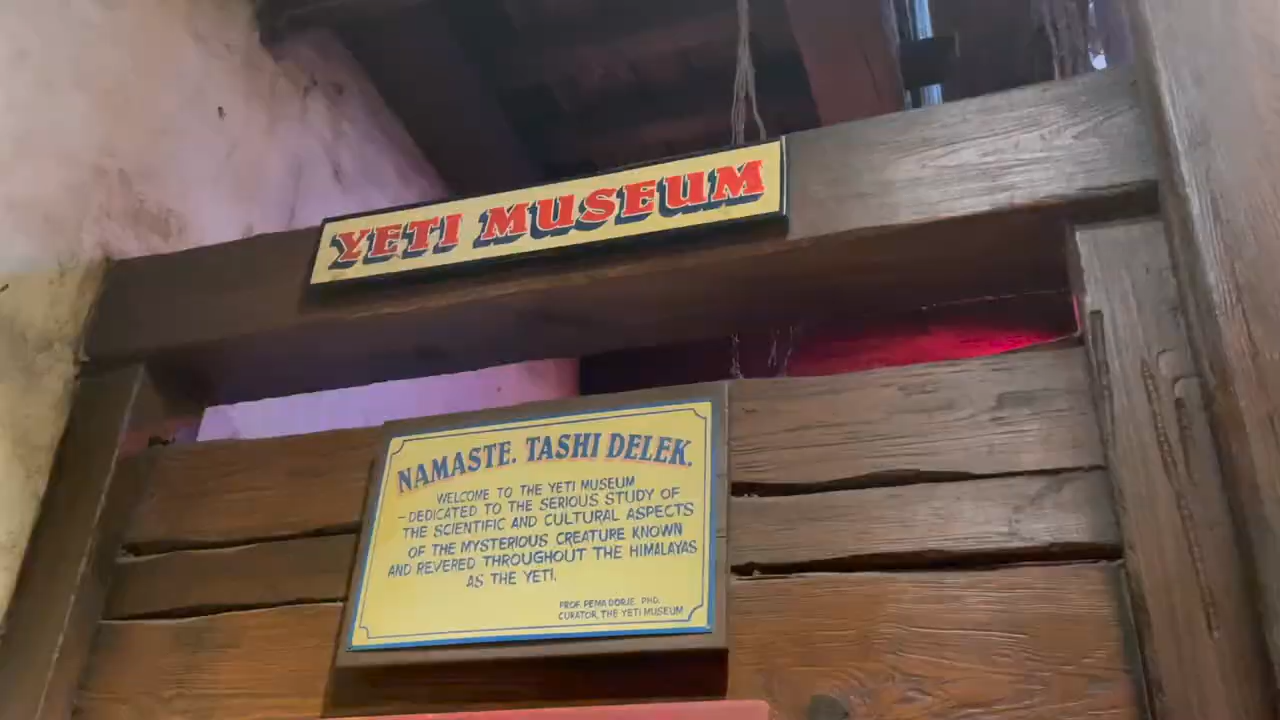 YETI MUSEUM
NAMASTE. TASHI DELEK.
WELCOME TO THE YETI MUSEUM
–DEDICATED TO THE SERIOUS STUDY OF
THE SCIENTIFIC AND CULTURAL ASPECTS
OF THE MYSTERIOUS CREATURE KNOWN
AND REVERED THROUGHOUT THE HIMALAYAS
AS THE YETI.
PROF. PEMA DORJE. PHD.
CURATOR, THE YETI MUSEUM